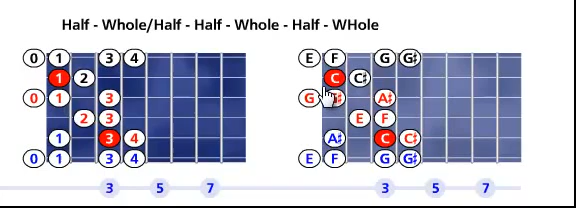 Half - Whole/Half - Half - Whole - Half - WHole
0 1 3 4 E F G G♯
1 2 C C♯
0 1 3 G A♯
2 3 E F
1 3 4 A♯ C C♯
0 1 3 4 E F G G♯
3 5 7 3 5 7